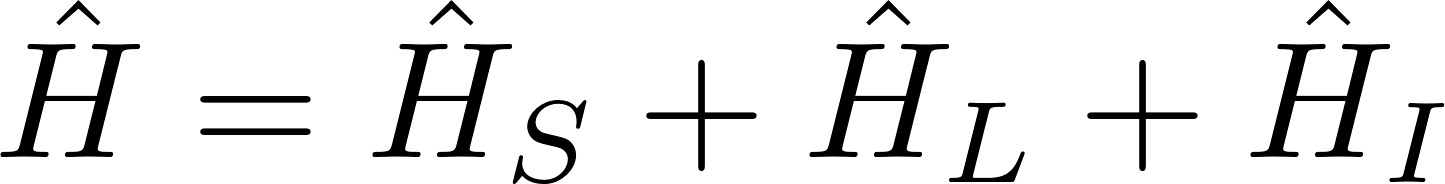 Ĥ = Ĥ_S + Ĥ_L + Ĥ_I